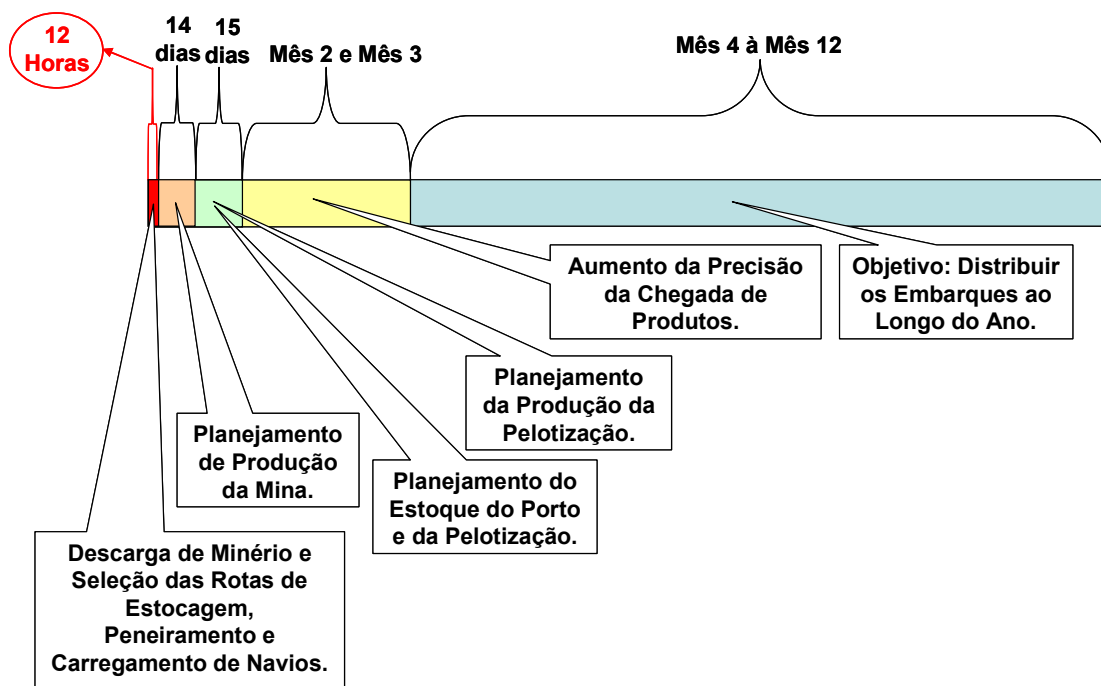 12
Horas
14
dias
15
dias
Mês 2 e Mês 3
Mês 4 à Mês 12
Aumento da Precisão
da Chegada de
Produtos.
Objetivo: Distribuir
os Embarques ao
Longo do Ano.
Planejamento
da Produção da
Pelotização.
Planejamento
de Produção
da Mina.
Planejamento do
Estoque do Porto
e da Pelotização.
Descarga de Minério e
Seleção das Rotas de
Estocagem,
Peneiramento e
Carregamento de Navios.